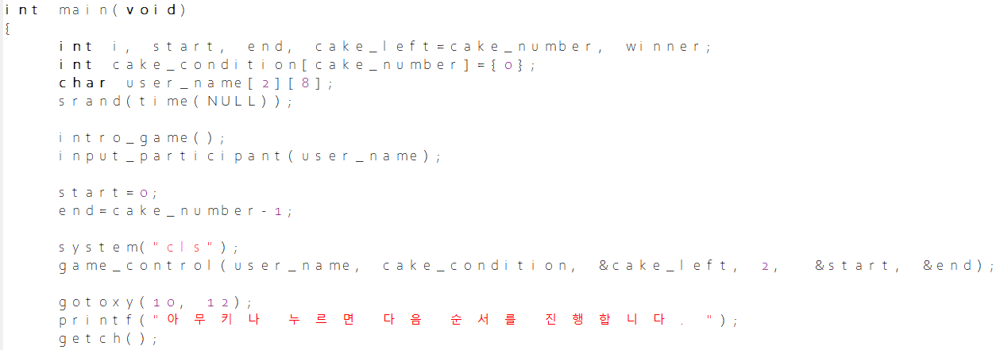 int main(void)
{
int i, start, end, cake_left=cake_number, winner;
int cake_condition[cake_number]={0};
char user_name[2][8];
srand(time(NULL));
intro_game();
input_participant(user_name);
start=0;
end=cake_number-1;
system("cls");
game_control(user_name, cake_condition, &cake_left, 2, &start, &end);
gotoxy(10, 12);
printf("아무키나 누르면 다음 순서를 진행합니다. ");
getch();